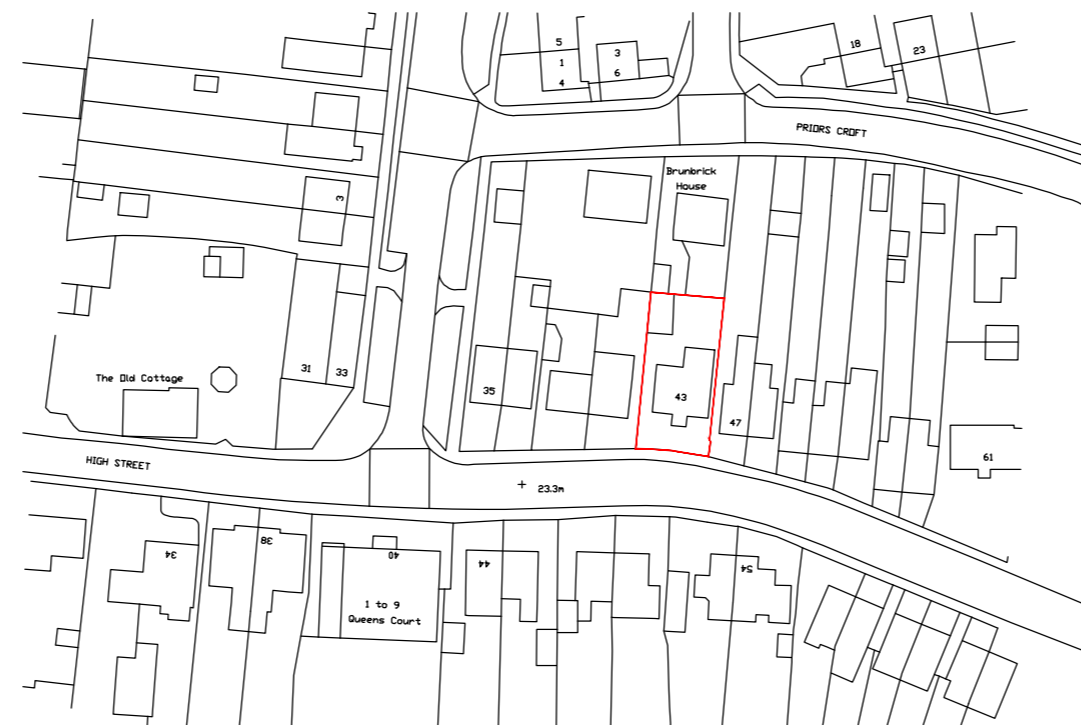 5
1
4
3
6
18
23
PRIORS CROFT
Brunbrick
House
3
31
33
The Old Cottage
35
43
47
61
HIGH STREET
23.3m
34
38
40
44
54
1 to 9
Queens Court